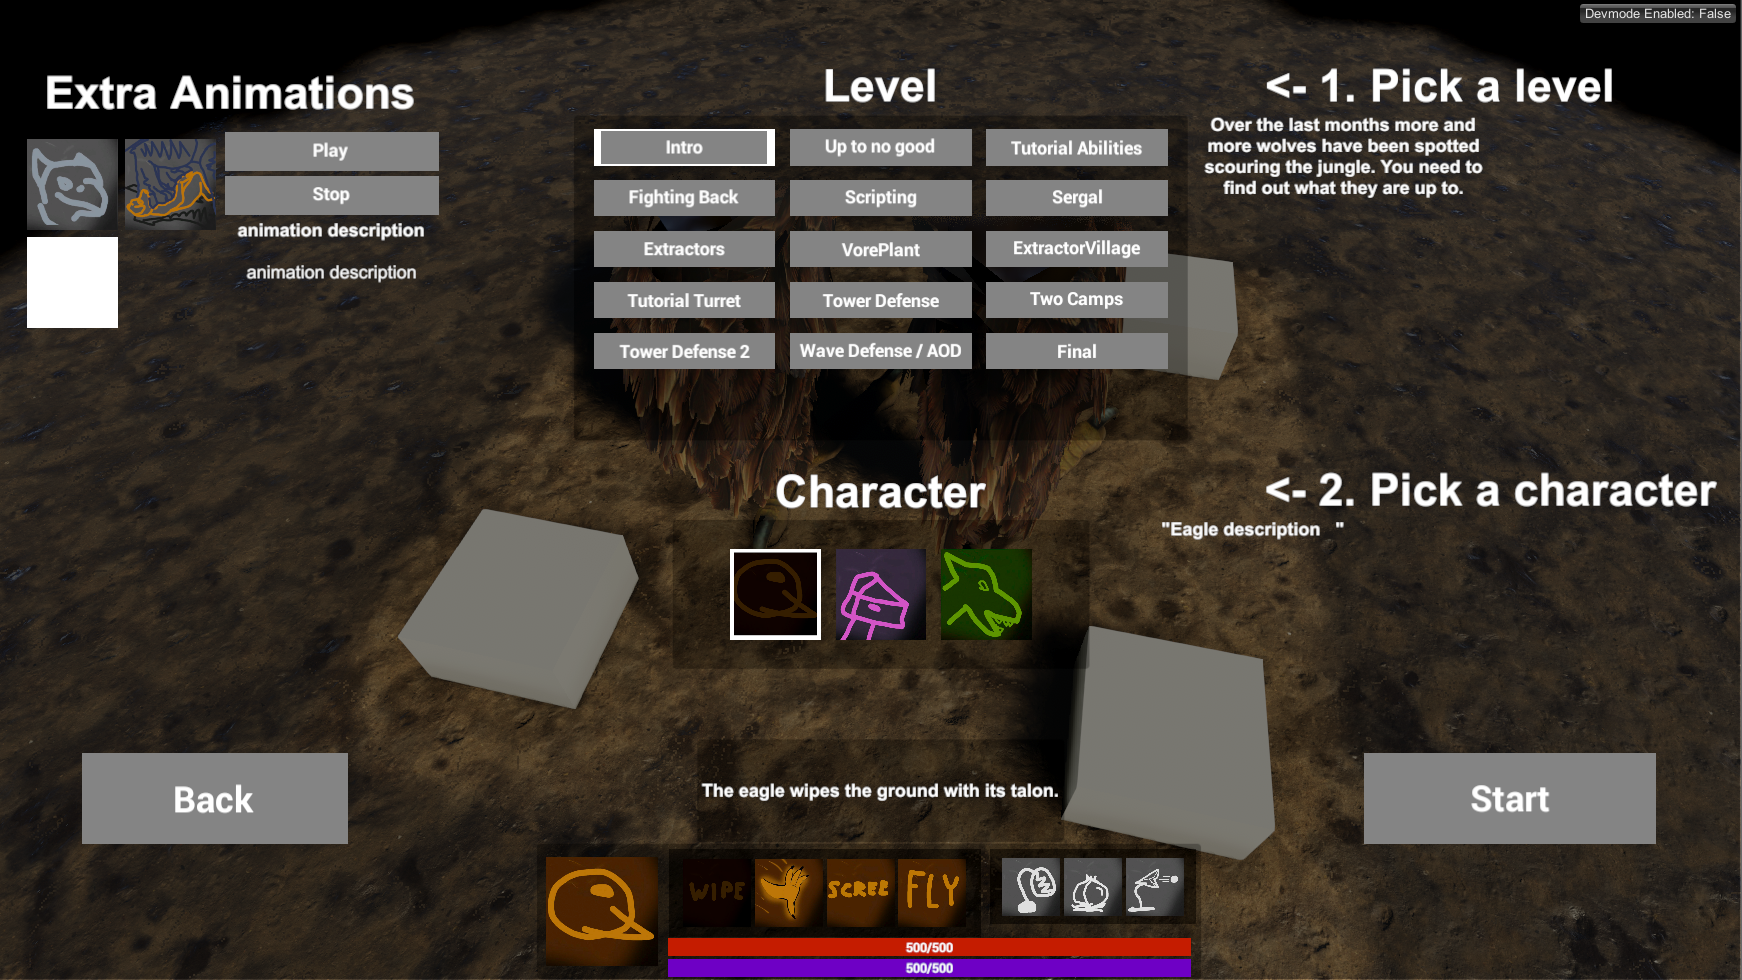 Devmode Enabled: False
Extra Animations
Play
Stop
animation description
animation description
Level
Intro
Up to no good
Tutorial Abilities
Fighting Back
Scripting
Sergal
Extractors
VorePlant
ExtractorVillage
Tutorial Turret
Tower Defense
Two Camps
Tower Defense 2
Wave Defense / AOD
Final
<- 1. Pick a level
Over the last months more and
more wolves have been spotted
scouring the jungle. You need to
find out what they are up to.
Character
<- 2. Pick a character
"Eagle description "
Back
The eagle wipes the ground with its talon.
Start
WIPE
SCREE
FLY
500/500
500/500